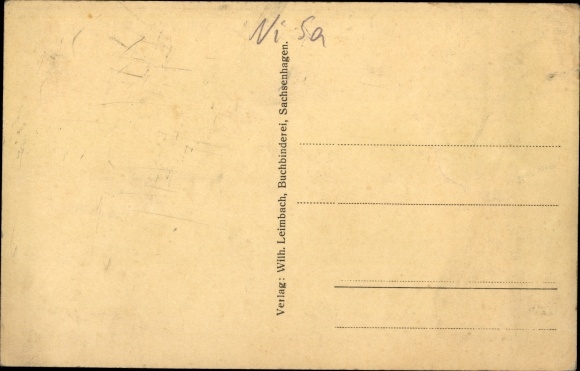 Ni Sa
Verlag: Wilh. Leimbach, Buchbinderei, Sachsenhagen.